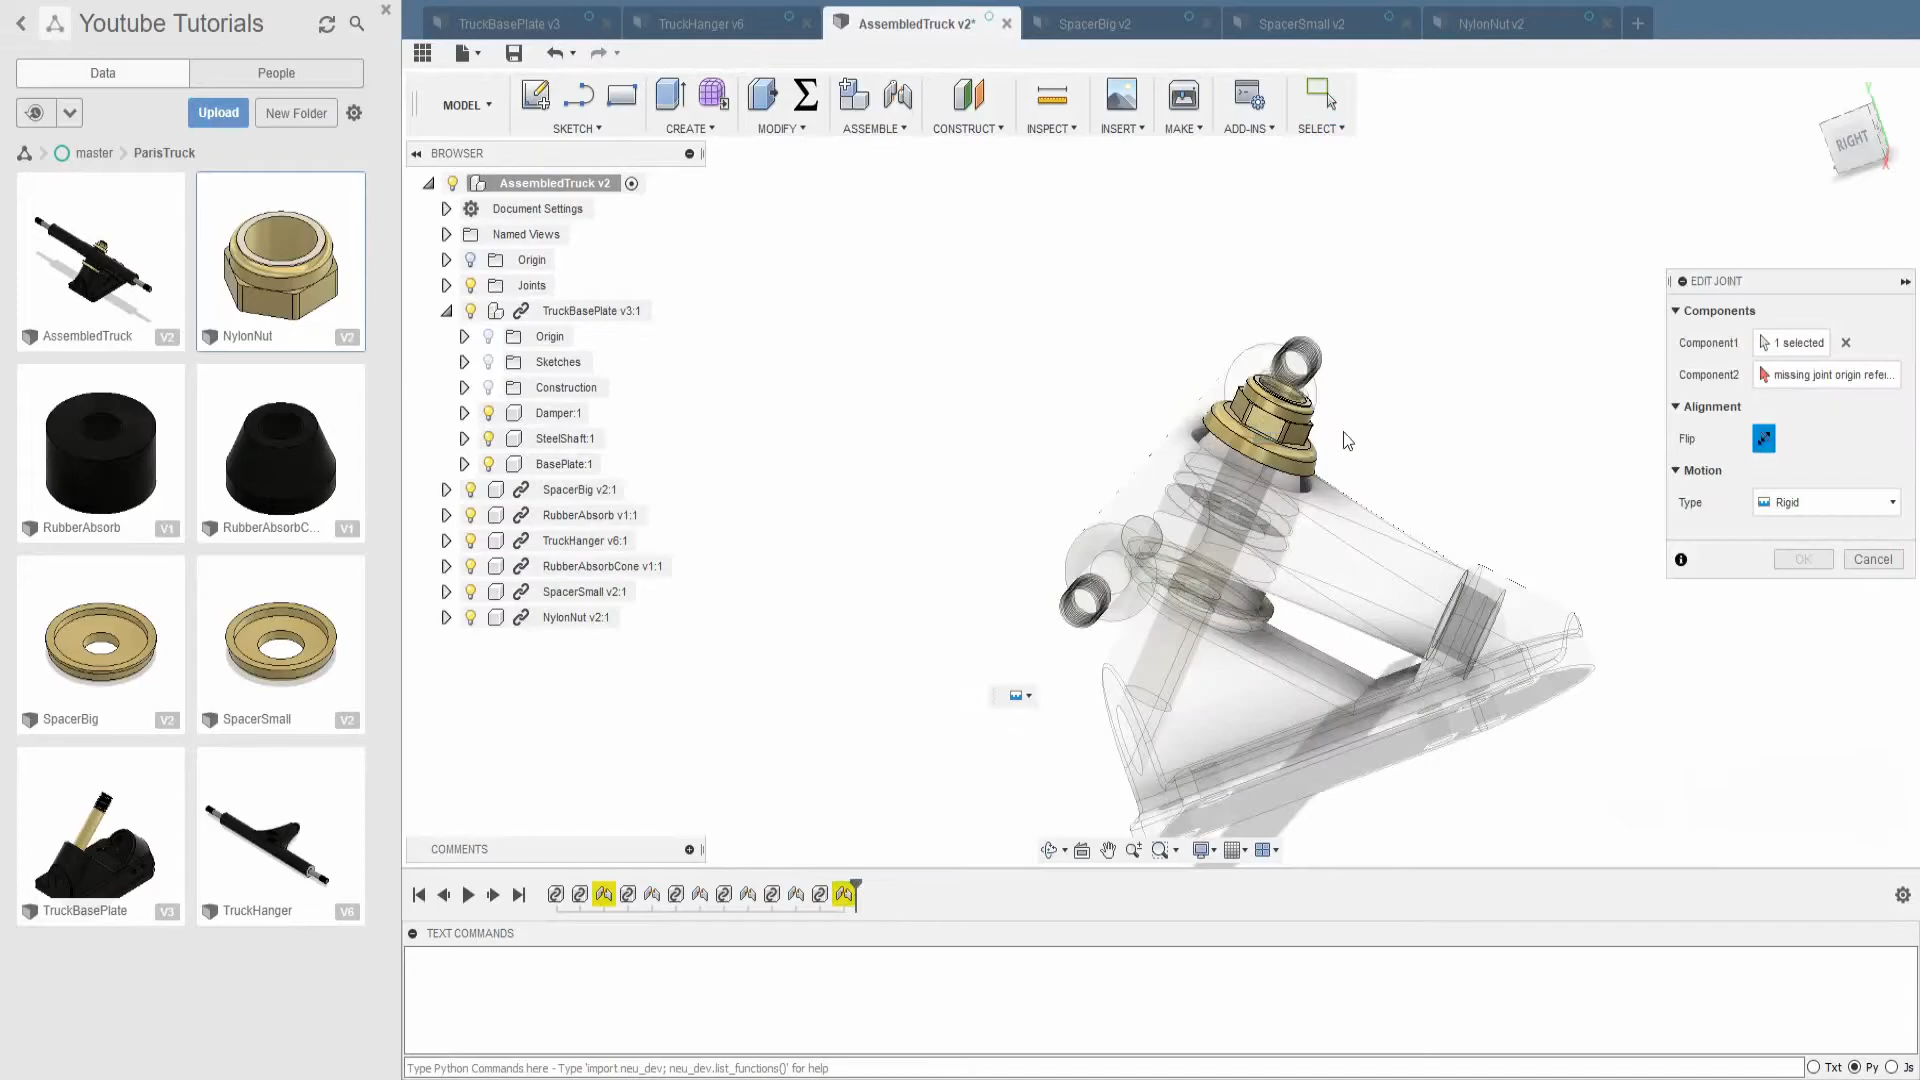 Youtube Tutorials
Data
People
Upload
New Folder
master
ParisTruck
AssembledTruck V2
NylonNut V2
RubberAbsorb V1
RubberAbsorbC... V1
SpacerBig V2
SpacerSmall V2
TruckBasePlate V3
TruckHanger V6
TruckBasePlate v3
TruckHanger v6
AssembledTruck v2*
SpacerBig v2
SpacerSmall v2
NylonNut v2
MODEL
SKETCH
CREATE
MODIFY
ASSEMBLE
CONSTRUCT
INSPECT
INSERT
MAKE
ADD-INS
SELECT
BROWSER
AssembledTruck v2
Document Settings
Named Views
Origin
Joints
TruckBasePlate v3:1
Origin
Sketches
Construction
Damper:1
SteelShaft:1
BasePlate:1
SpacerBig v2:1
RubberAbsorb v1:1
TruckHanger v6:1
RubberAbsorbCone v1:1
SpacerSmall v2:1
NylonNut v2:1
RIGHT
Y
X
EDIT JOINT
Components
Component1 1 selected
Component2 missing joint origin refer...
Alignment
Flip
Motion
Type Rigid
OK
Cancel
COMMENTS
TEXT COMMANDS
Type Python Commands here - Type 'import neu_dev; neu_dev.list_functions()' for help
Txt
Py
Js